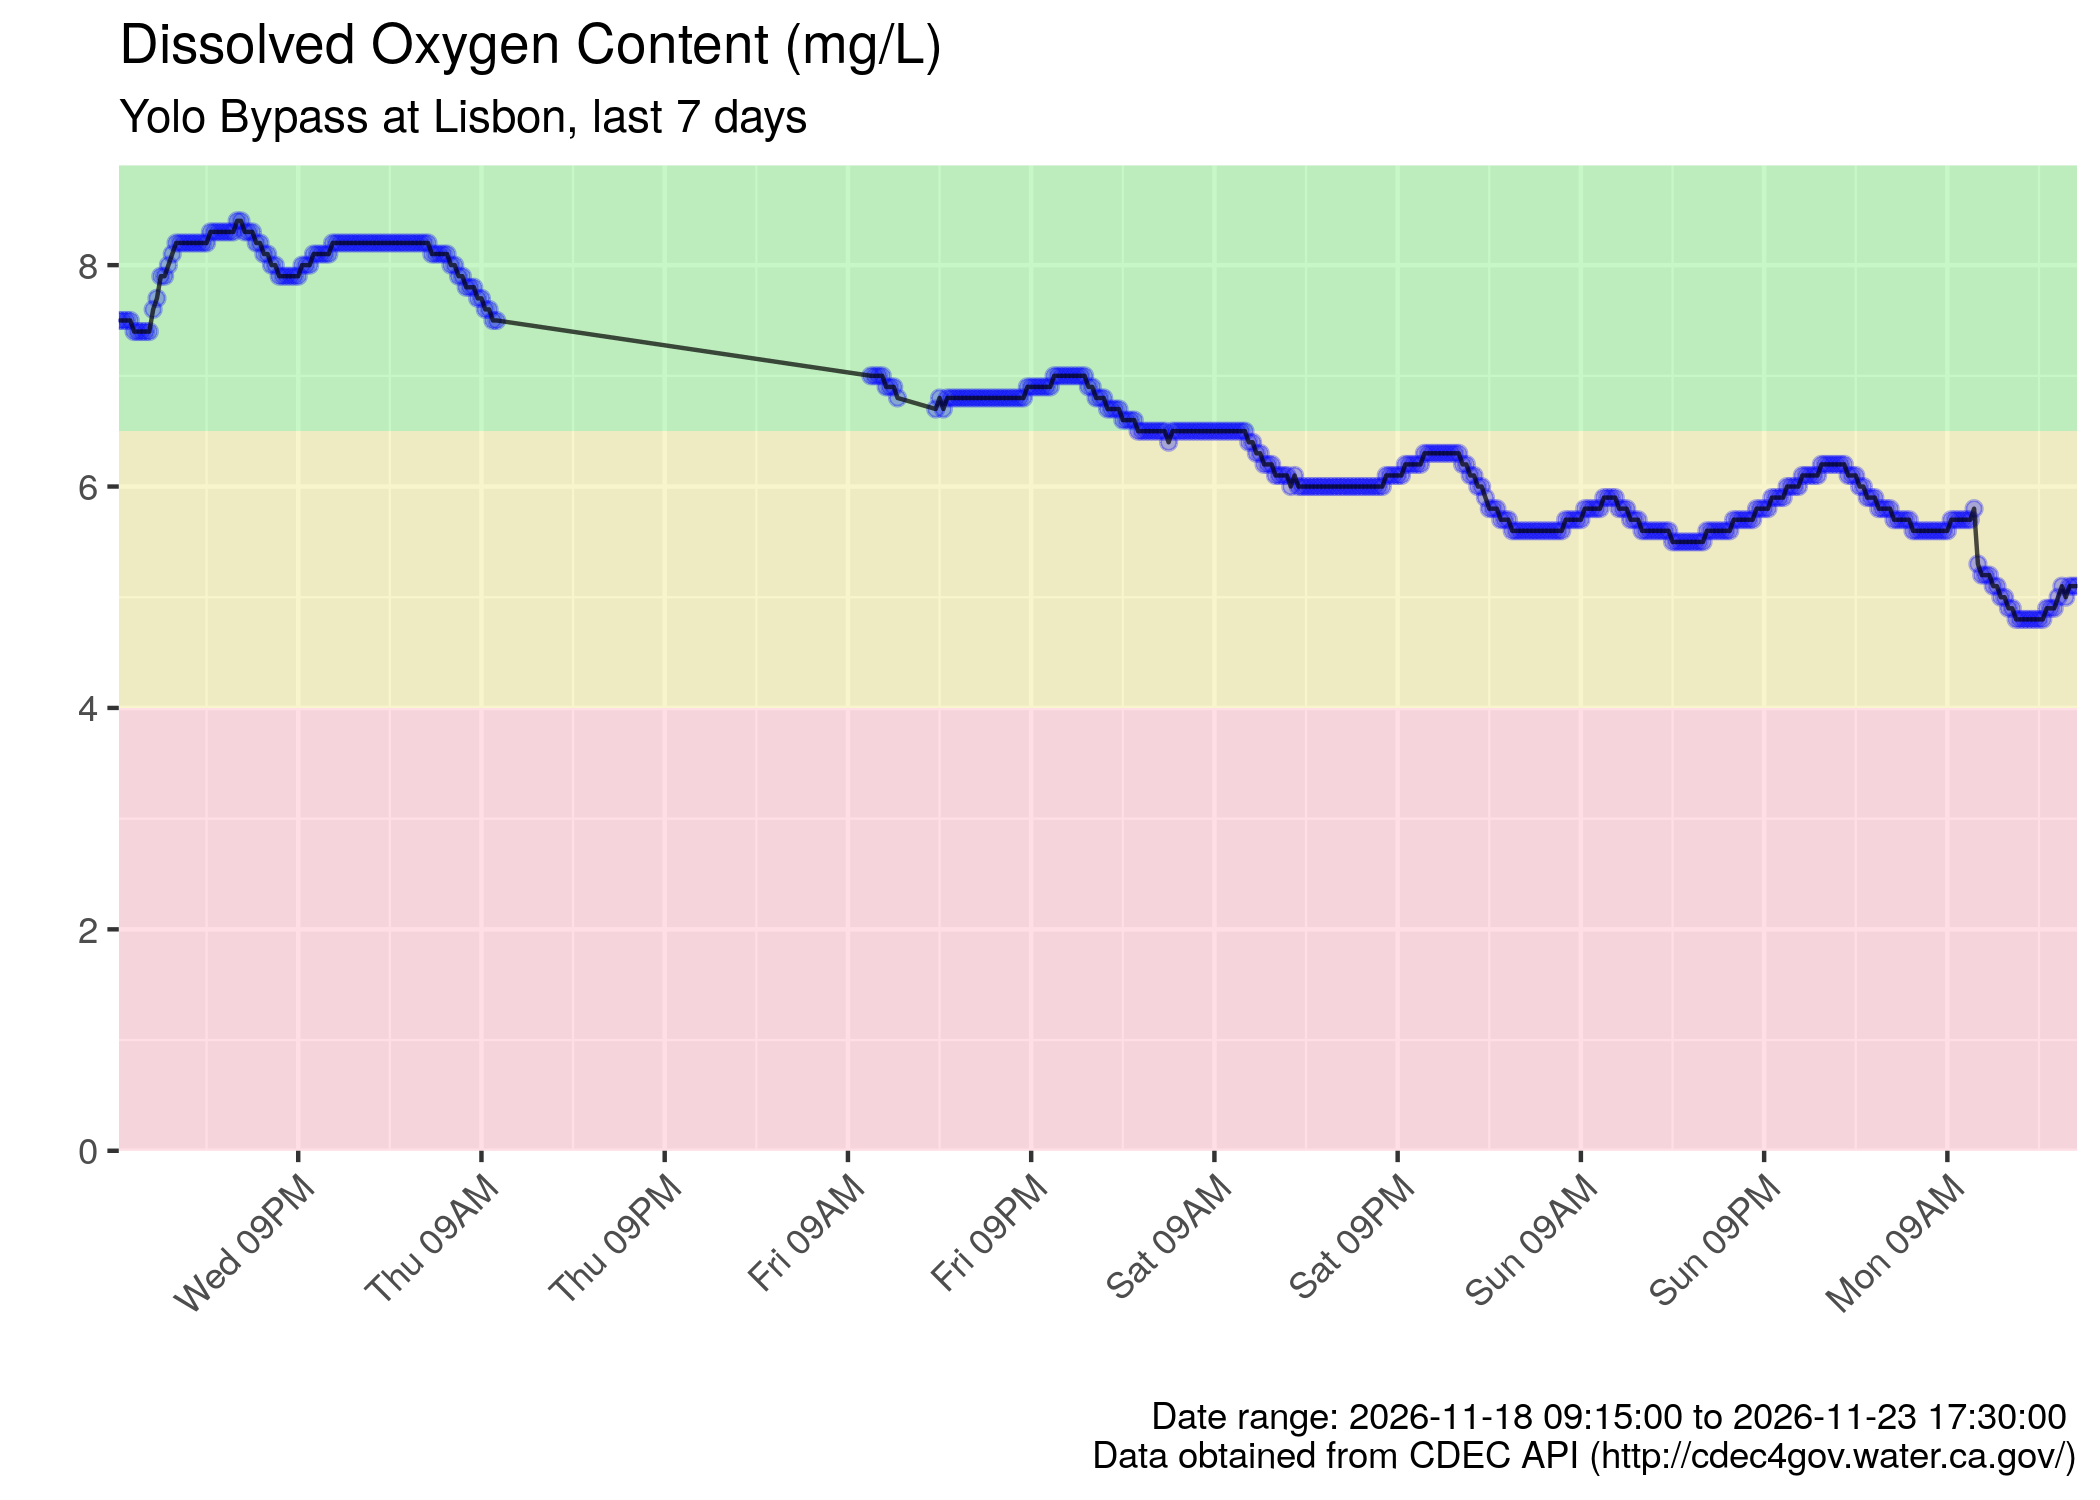 Dissolved Oxygen Content (mg/L)
Yolo Bypass at Lisbon, last 7 days
8
6
4
2
0
Wed 09PM
Thu 09AM
Thu 09PM
Fri 09AM
Fri 09PM
Sat 09AM
Sat 09PM
Sun 09AM
Sun 09PM
Mon 09AM
Date range: 2026-11-18 09:15:00 to 2026-11-23 17:30:00
Data obtained from CDEC API (http://cdec4gov.water.ca.gov/)